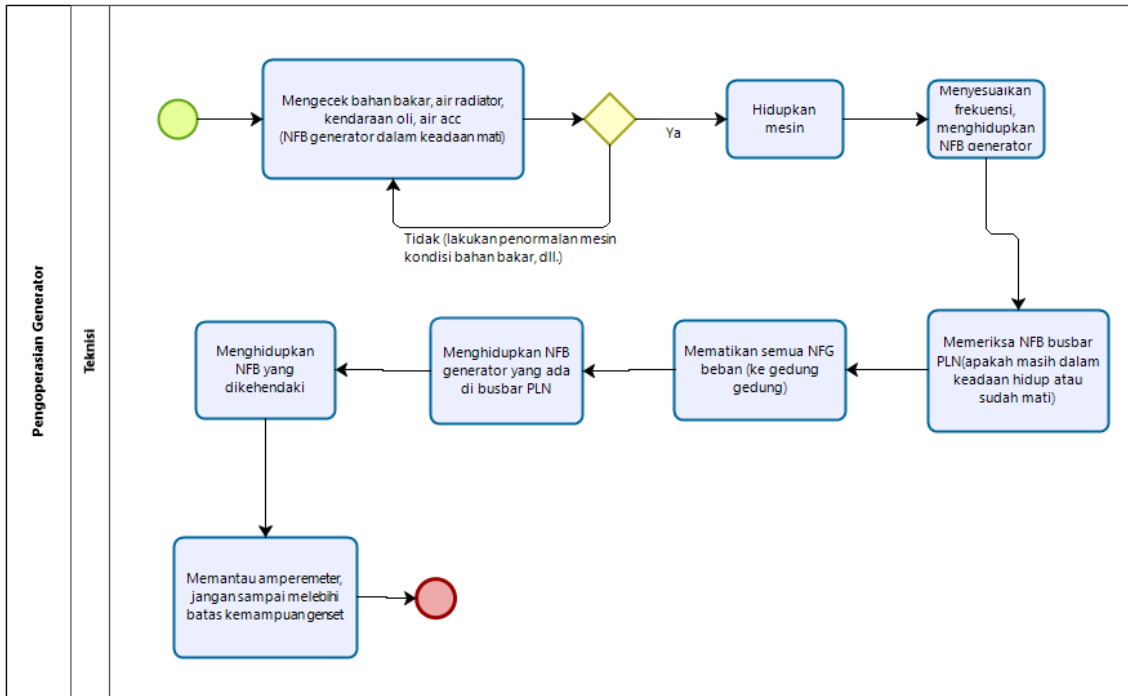 Pengoperasian Generator
Teknisi
Mengecek bahan bakar, air radiator,
kendaraan oli, air acc
(NFB generator dalam keadaan mati)
Ya
Hidupkan
mesin
Menyesuaikan
frekuensi,
menghidupkan
NFB generator
Tidak (lakukan penormalan mesin
kondisi bahan bakar, dll.)
Memeriksa NFB busbar
PLN(apakah masih dalam
keadaan hidup atau
sudah mati)
Mematikan semua NFG
beban (ke gedung
gedung)
Menghidupkan NFB
generator yang ada
di busbar PLN
Menghidupkan
NFB yang
dikehendaki
Memantau amperemeter,
jangan sampai melebihi
batas kemampuan genset